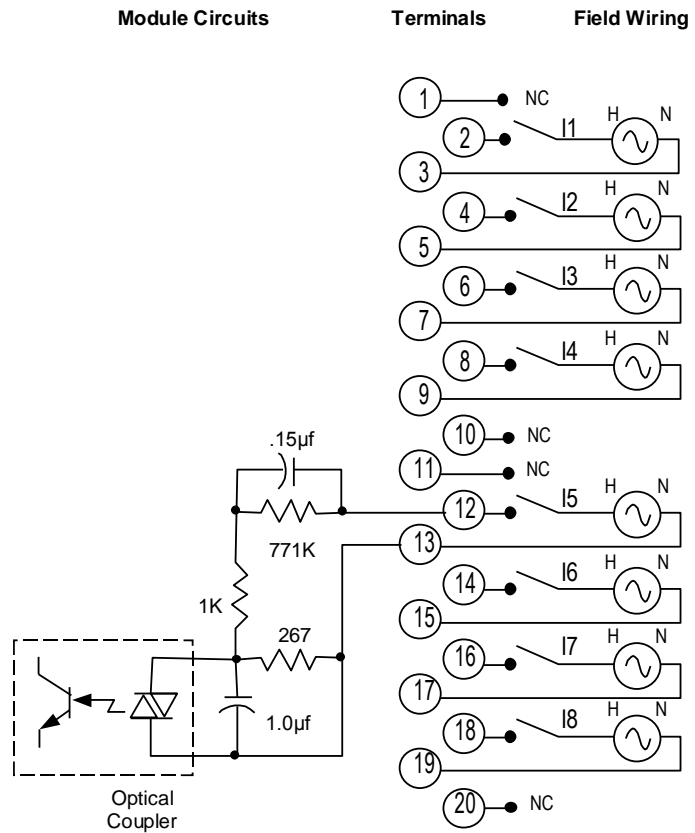 Module Circuits Terminals Field Wiring
1 NC
H N
2 I1
3
H N
4 I2
5
H N
6 I3
7
H N
8 I4
9
10 NC
.15µf
11 NC
H N
12 I5
771K
13
H N
14 I6
1K
15
267
H N
16 I7
17
H N
18 I8
1.0µf
19
Optical
Coupler
20 NC